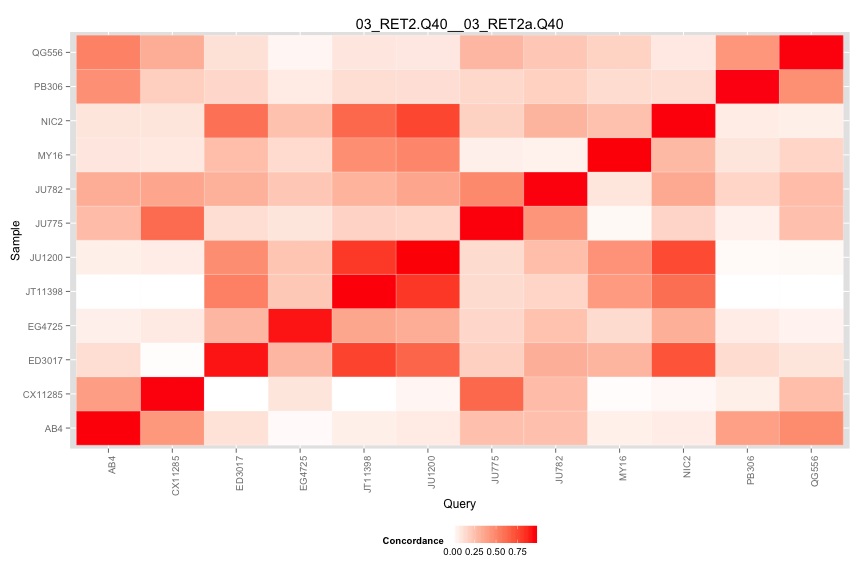 03_RET2.Q40__03_RET2a.Q40
Sample
QG556
PB306
NIC2
MY16
JU782
JU775
JU1200
JT11398
EG4725
ED3017
CX11285
AB4
AB4
CX11285
ED3017
EG4725
JT11398
JU1200
JU775
JU782
MY16
NIC2
PB306
QG556
Query
Concordance
0.00 0.25 0.50 0.75